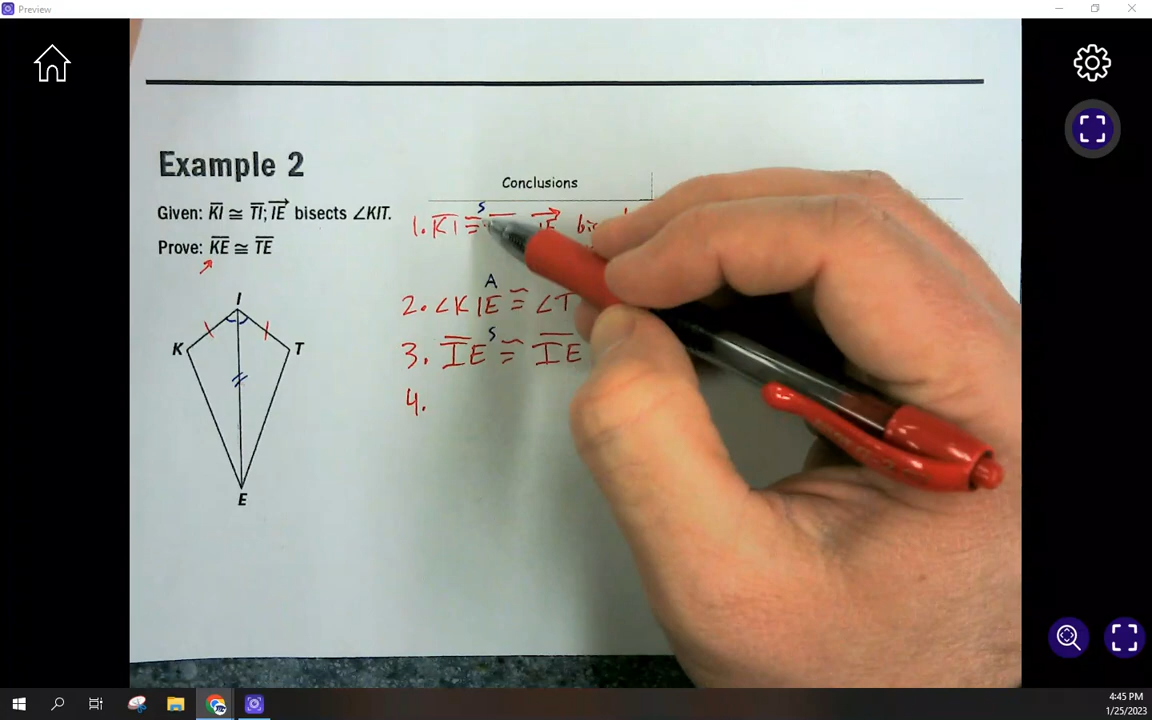 Preview
Example 2
Conclusions
Given: KI ≅ TI; IE bisects ∠KIT.
Prove: KE ≅ TE
1. KI ≅ IE
S
2. ∠KIE ≅ ∠T
A
3. IE ≅ IE
S
4.
I
K
T
E
4:45 PM
1/25/2023